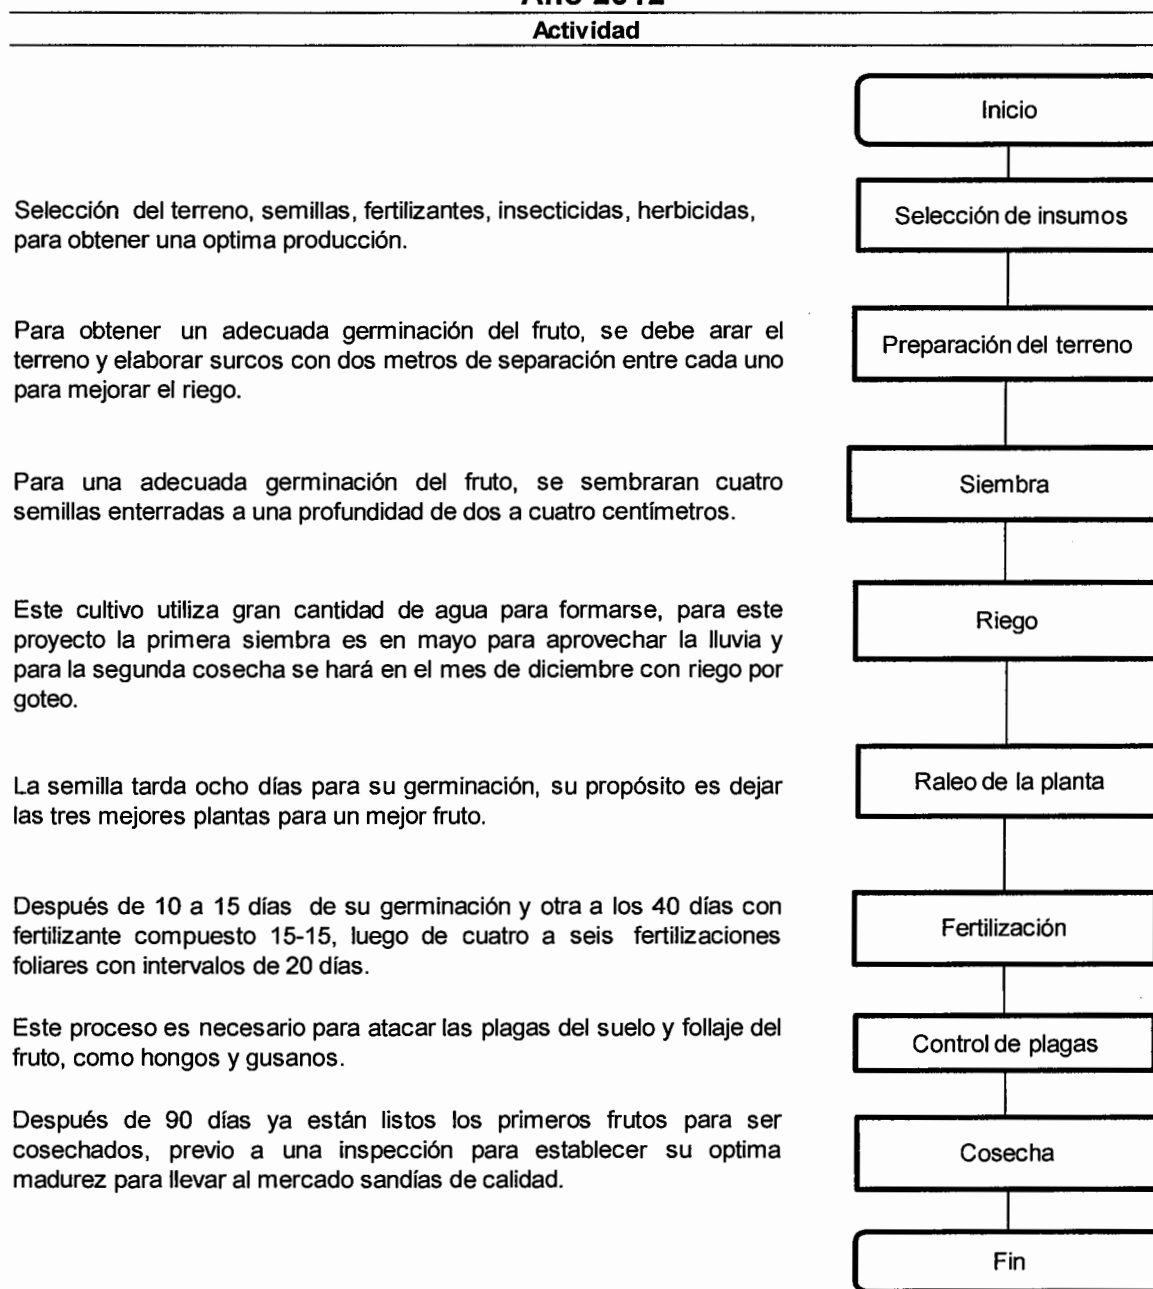 Actividad
Inicio
Selección del terreno, semillas, fertilizantes, insecticidas, herbicidas,
para obtener una optima producción.
Selección de insumos
Para obtener un adecuada germinación del fruto, se debe arar el
terreno y elaborar surcos con dos metros de separación entre cada uno
para mejorar el riego.
Preparación del terreno
Para una adecuada germinación del fruto, se sembraran cuatro
semillas enterradas a una profundidad de dos a cuatro centímetros.
Siembra
Este cultivo utiliza gran cantidad de agua para formarse, para este
proyecto la primera siembra es en mayo para aprovechar la lluvia y
para la segunda cosecha se hará en el mes de diciembre con riego por
goteo.
Riego
La semilla tarda ocho días para su germinación, su propósito es dejar
las tres mejores plantas para un mejor fruto.
Raleo de la planta
Después de 10 a 15 días de su germinación y otra a los 40 días con
fertilizante compuesto 15-15, luego de cuatro a seis fertilizaciones
foliares con intervalos de 20 días.
Fertilización
Este proceso es necesario para atacar las plagas del suelo y follaje del
fruto, como hongos y gusanos.
Control de plagas
Después de 90 días ya están listos los primeros frutos para ser
cosechados, previo a una inspección para establecer su optima
madurez para llevar al mercado sandías de calidad.
Cosecha
Fin